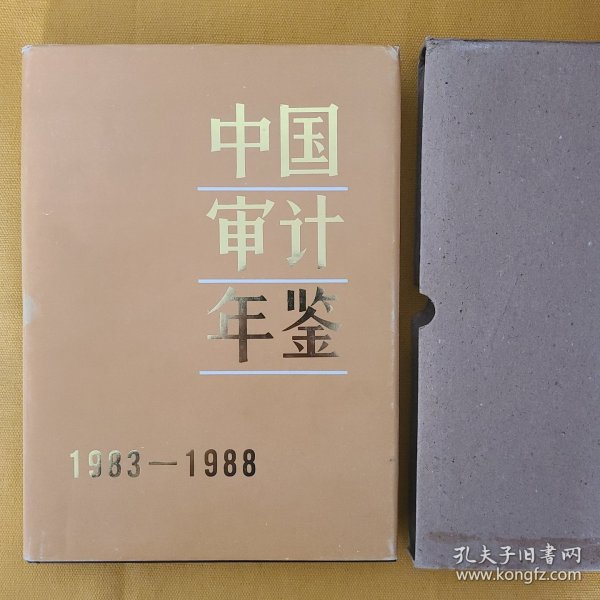 中国
审计
年鉴
1983—1988
孔夫子旧书网
www.kongfz.com